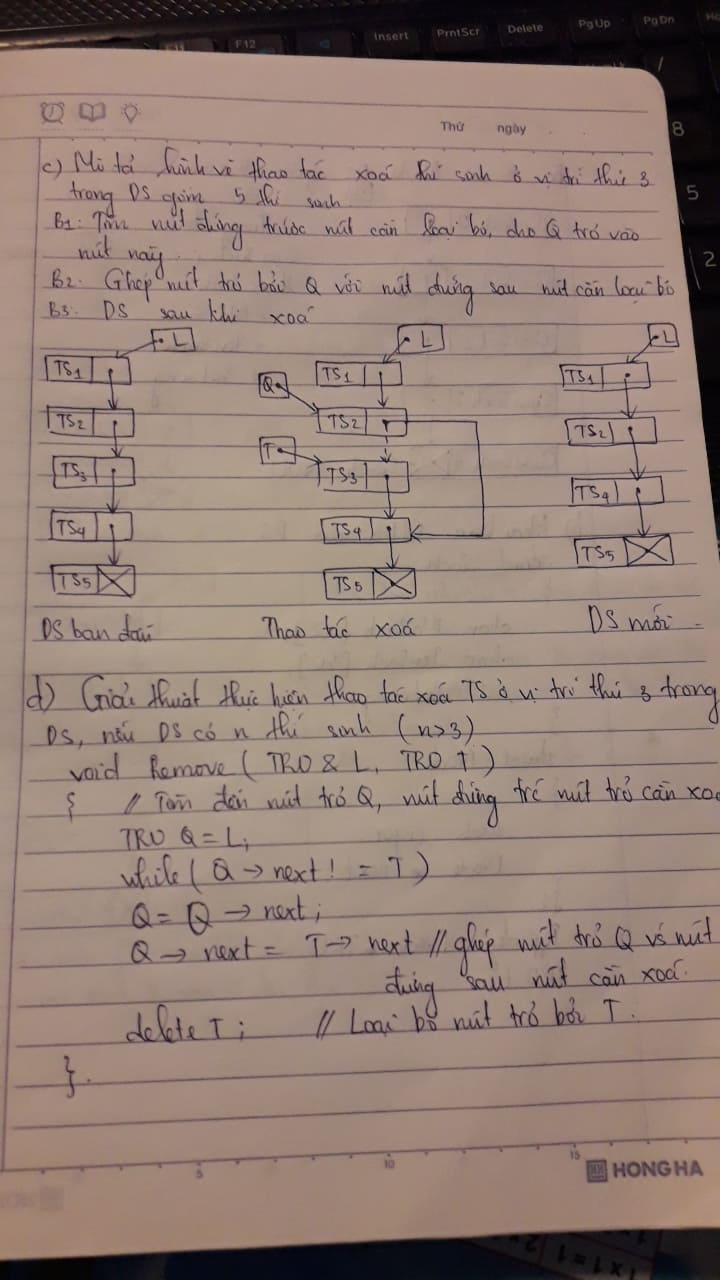 Insert PrntScr Delete PgUp PgDn
F12
8
5
2
Thứ ngày
c) Mô tả hình vẽ thao tác xoá thí sinh ở vị trí thứ 3
trong DS gồm 5 thí sinh
B1: Tìm nút đứng trước nút cần loại bỏ, cho Q trỏ vào
nút này.
B2: Ghép nút trỏ bởi Q với nút đứng sau nút cần loại bỏ
B3: DS sau khi xoá
L L L
TS1 Q TS1 TS1
TS2 TS2 TS2
TS3 T TS3 TS4
TS4 TS4 TS5
TS5 TS5
DS ban đầu Thao tác xoá DS mới
d) Giải thuật thực hiện thao tác xoá TS ở vị trí thứ 3 trong
DS, nếu DS có n thí sinh (n>3)
void Remove (TRO & L, TRO T)
{ // Tìm đến nút trỏ Q, nút đứng trć nút trỏ cần xoá
TRO Q = L;
while (Q → next! = T)
Q = Q → next;
Q → next = T → next // ghép nút trỏ Q vs nút
đứng sau nút cần xoá.
delete T; // Loại bỏ nút trỏ bởi T.
}.
5 10 15
HONG HA
1x1=1